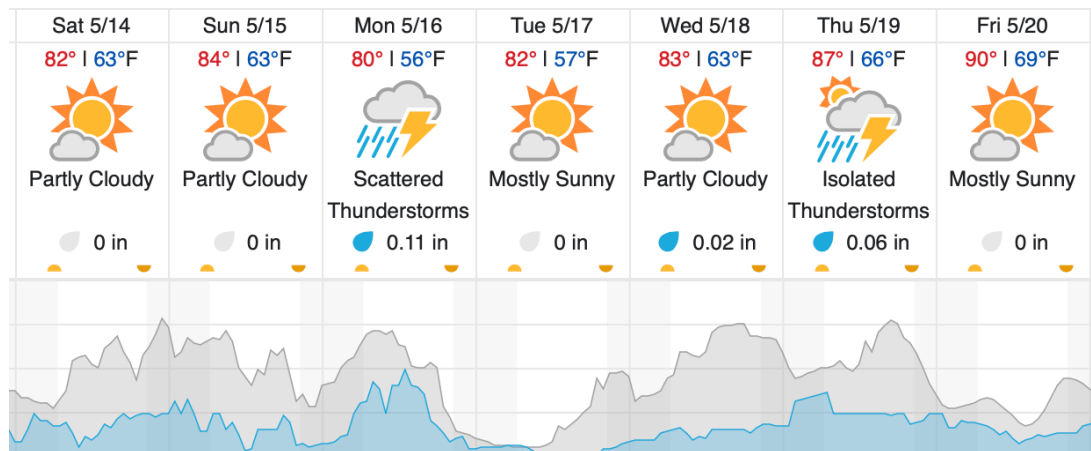 Sat 5/14 Sun 5/15 Mon 5/16 Tue 5/17 Wed 5/18 Thu 5/19 Fri 5/20
82° | 63°F 84° | 63°F 80° | 56°F 82° | 57°F 83° | 63°F 87° | 66°F 90° | 69°F
Partly Cloudy Partly Cloudy Scattered Mostly Sunny Partly Cloudy Isolated Mostly Sunny
Thunderstorms Thunderstorms
0 in 0 in 0.11 in 0 in 0.02 in 0.06 in 0 in